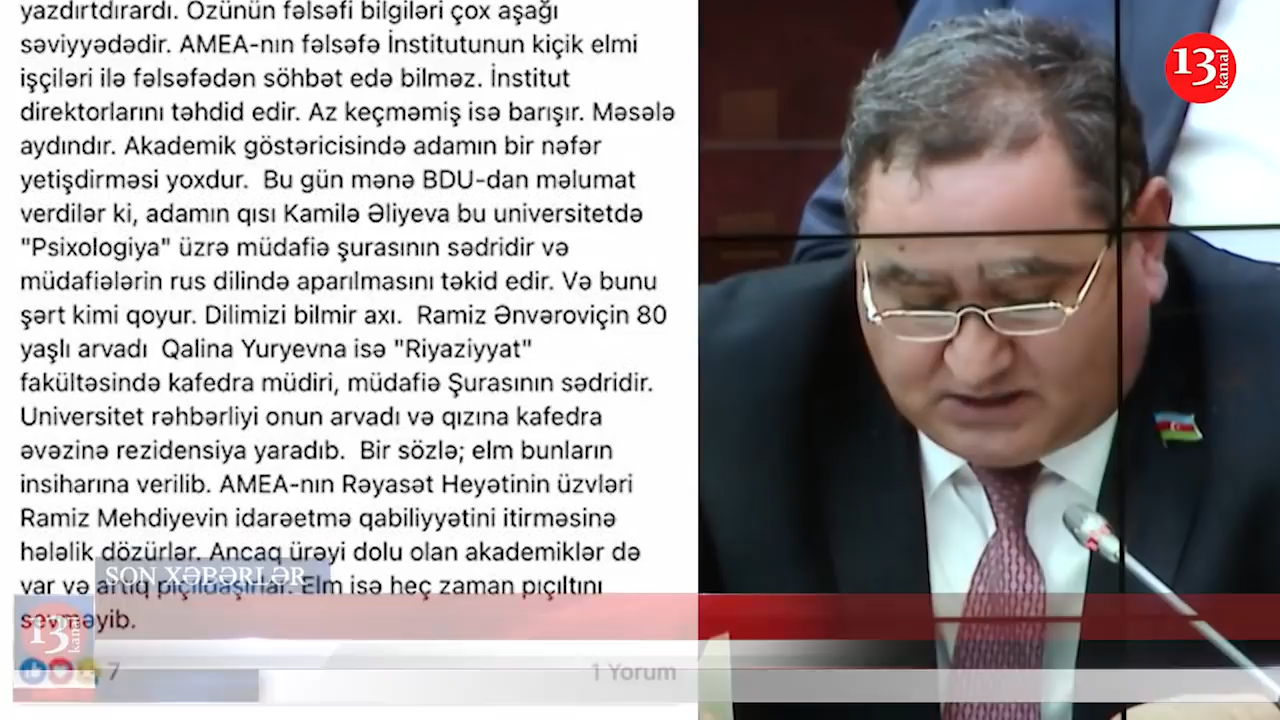 yazdırtdırardı. Özünün fəlsəfi bilgiləri çox aşağı
səviyyədədir. AMEA-nın fəlsəfə İnstitutunun kiçik elmi
işçiləri ilə fəlsəfədən söhbət edə bilməz. İnstitut
direktorlarını təhdid edir. Az keçməmiş isə barışır. Məsələ
aydındır. Akademik göstəricisində adamın bir nəfər
yetişdirməsi yoxdur. Bu gün mənə BDU-dan məlumat
verdilər ki, adamın qısı Kamilə Əliyeva bu universitetdə
"Psixologiya" üzrə müdafiə şurasının sədridir və
müdafiələrin rus dilində aparılmasını təkid edir. Və bunu
şərt kimi qoyur. Dilimizi bilmir axı. Ramiz Ənvəroviçin 80
yaşlı arvadı Qalina Yuryevna isə "Riyaziyyat"
fakültəsində kafedra müdiri, müdafiə Şurasının sədridir.
Universitet rəhbərliyi onun arvadı və qızına kafedra
əvəzinə rezidensiya yaradıb. Bir sözlə; elm bunların
insiharına verilib. AMEA-nın Rəyasət Heyətinin üzvləri
Ramiz Mehdiyevin idarəetmə qabiliyyətini itirməsinə
hələlik dözürlər. Ancaq ürəyi dolu olan akademiklər də
var və artıq pıçıldaşırlar. Elm isə heç zaman pıçıltını
sevməyib.
7 1 Yorum
SON XƏBƏRLƏR
13 kanal
13 kanal